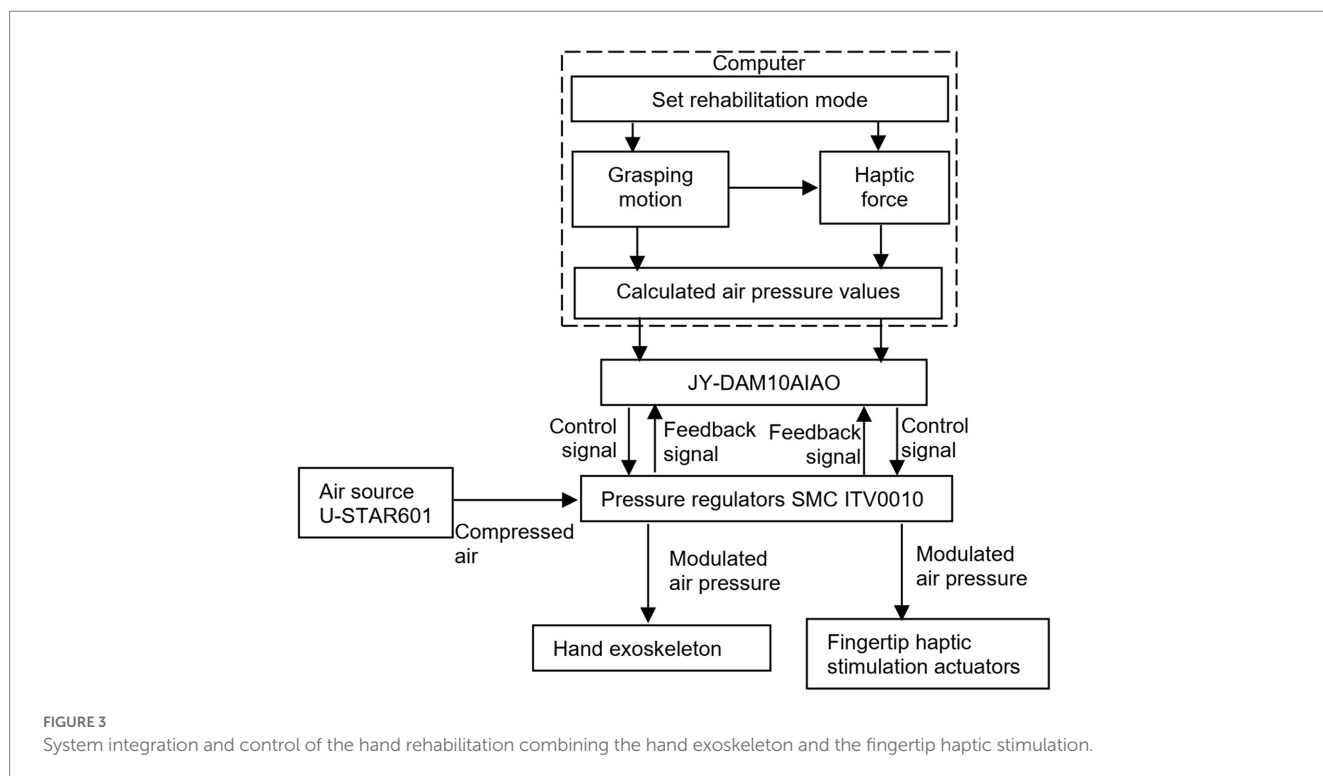 Computer
Set rehabilitation mode
Grasping
motion
Haptic
force
Calculated air pressure values
JY-DAM10AIAO
Control
signal
Feedback
signal
Feedback
signal
Control
signal
Air source
U-STAR601
Compressed
air
Pressure regulators SMC ITV0010
Modulated
air pressure
Modulated
air pressure
Hand exoskeleton
Fingertip haptic
stimulation actuators
FIGURE 3
System integration and control of the hand rehabilitation combining the hand exoskeleton and the fingertip haptic stimulation.